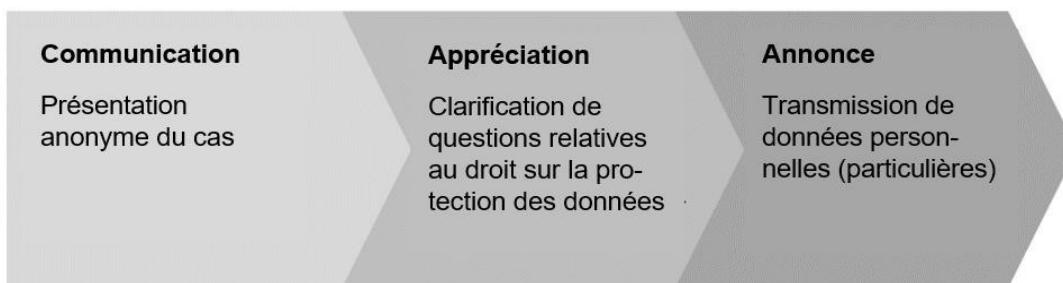 Communication
Présentation
anonyme du cas
Appréciation
Clarification de
questions relatives
au droit sur la pro-
tection des données
Annonce
Transmission de
données person-
nelles (particulières)